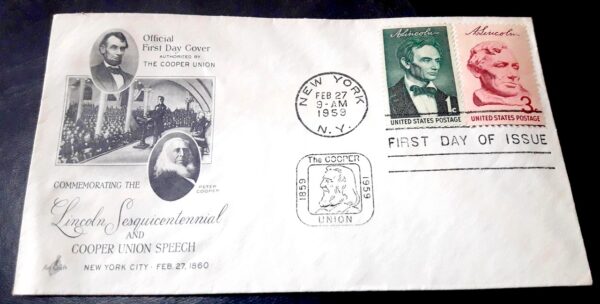 Official
First Day Cover
AUTHORIZED BY
THE COOPER UNION
PETER
COOPER
COMMEMORATING THE
Lincoln Sesquicentennial
AND
COOPER UNION SPEECH
NEW YORK CITY - FEB. 27, 1860
NEW YORK
FEB 27
9-AM
1959
N.Y.
The COOPER
1859
1959
UNION
A. Lincoln
1c
UNITED STATES POSTAGE
A. Lincoln
3c
UNITED STATES POSTAGE
FIRST DAY OF ISSUE